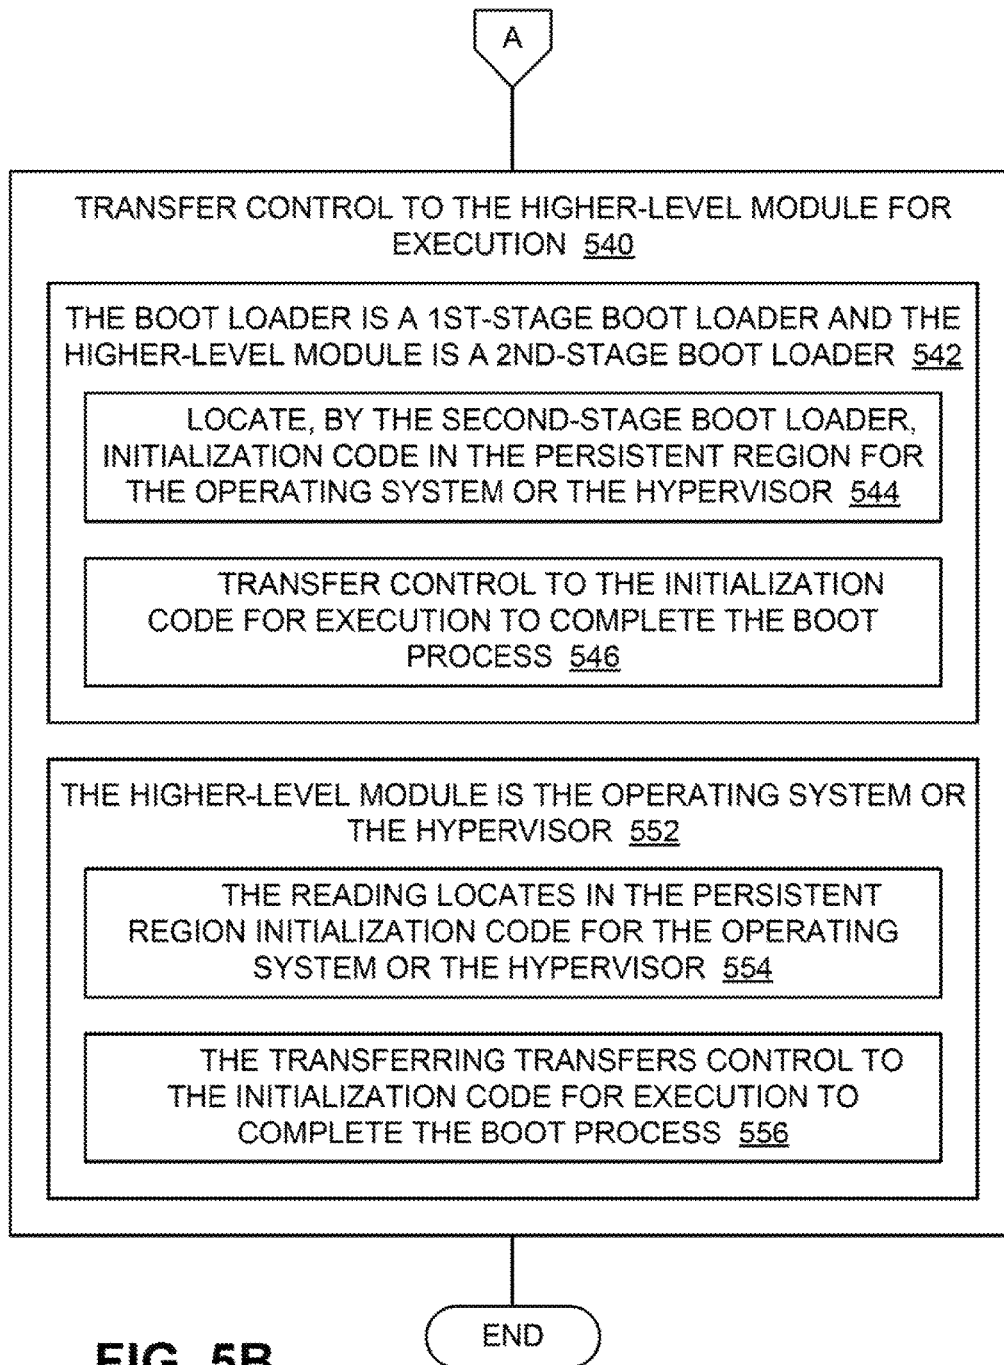 A
TRANSFER CONTROL TO THE HIGHER-LEVEL MODULE FOR
EXECUTION 540
THE BOOT LOADER IS A 1ST-STAGE BOOT LOADER AND THE
HIGHER-LEVEL MODULE IS A 2ND-STAGE BOOT LOADER 542
LOCATE, BY THE SECOND-STAGE BOOT LOADER,
INITIALIZATION CODE IN THE PERSISTENT REGION FOR
THE OPERATING SYSTEM OR THE HYPERVISOR 544
TRANSFER CONTROL TO THE INITIALIZATION
CODE FOR EXECUTION TO COMPLETE THE BOOT
PROCESS 546
THE HIGHER-LEVEL MODULE IS THE OPERATING SYSTEM OR
THE HYPERVISOR 552
THE READING LOCATES IN THE PERSISTENT
REGION INITIALIZATION CODE FOR THE OPERATING
SYSTEM OR THE HYPERVISOR 554
THE TRANSFERRING TRANSFERS CONTROL TO
THE INITIALIZATION CODE FOR EXECUTION TO
COMPLETE THE BOOT PROCESS 556
END
FIG. 5B